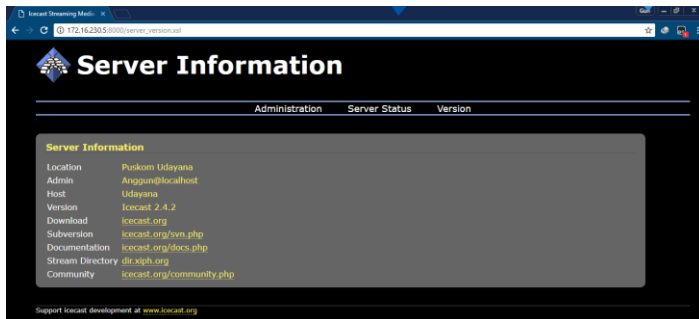 Icecast Streaming Medi
172.16.230.5:8000/server_version.xsl
Server Information
Administration Server Status Version
Server Information
Location Puskom Udayana
Admin Anggun@localhost
Host Udayana
Version Icecast 2.4.2
Download icecast.org
Subversion icecast.org/svn.php
Documentation icecast.org/docs.php
Stream Directory dir.xiph.org
Community icecast.org/community.php
Support icecast development at www.icecast.org